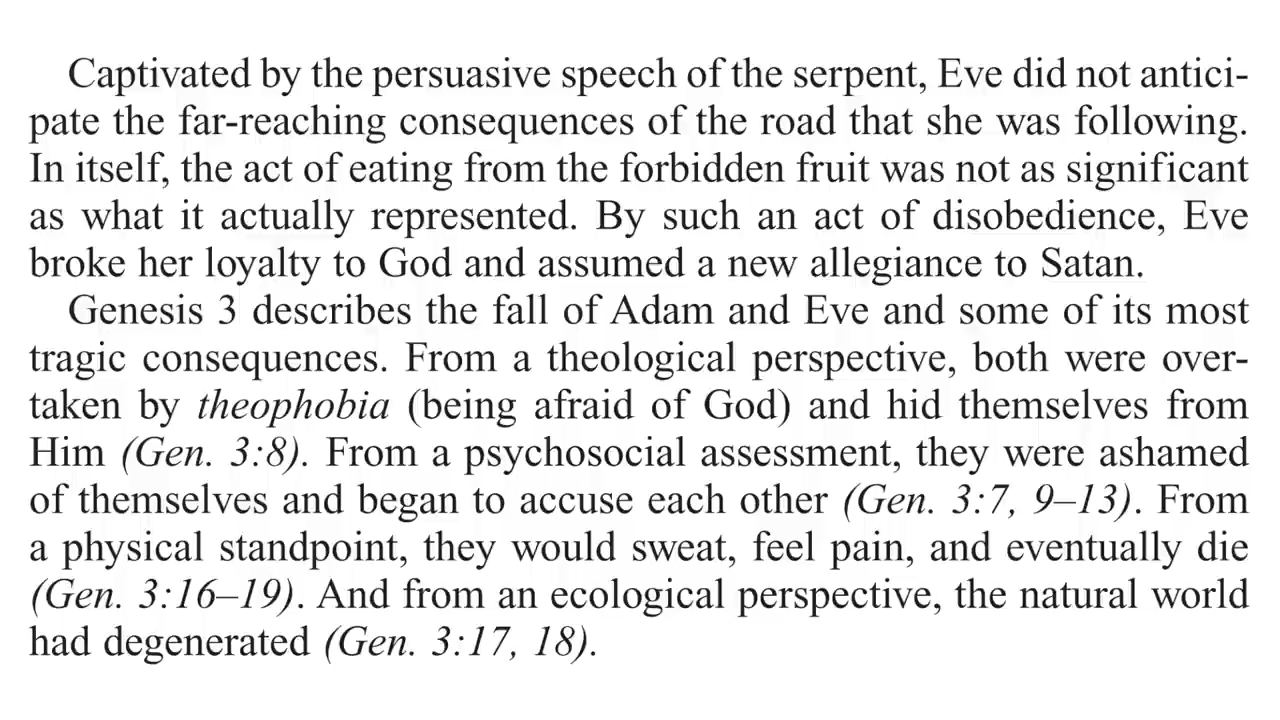 Captivated by the persuasive speech of the serpent, Eve did not antici-
pate the far-reaching consequences of the road that she was following.
In itself, the act of eating from the forbidden fruit was not as significant
as what it actually represented. By such an act of disobedience, Eve
broke her loyalty to God and assumed a new allegiance to Satan.
Genesis 3 describes the fall of Adam and Eve and some of its most
tragic consequences. From a theological perspective, both were over-
taken by theophobia (being afraid of God) and hid themselves from
Him (Gen. 3:8). From a psychosocial assessment, they were ashamed
of themselves and began to accuse each other (Gen. 3:7, 9–13). From
a physical standpoint, they would sweat, feel pain, and eventually die
(Gen. 3:16–19). And from an ecological perspective, the natural world
had degenerated (Gen. 3:17, 18).